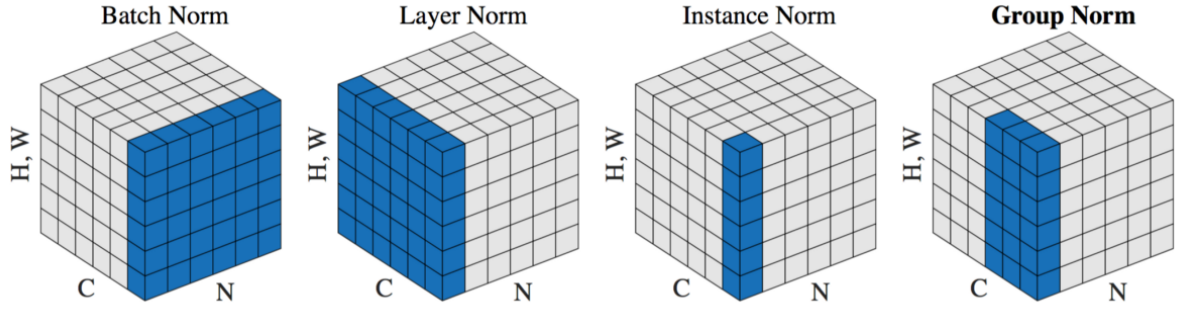 Batch Norm
Layer Norm
Instance Norm
Group Norm
H, W
C
N
H, W
C
N
H, W
C
N
H, W
C
N